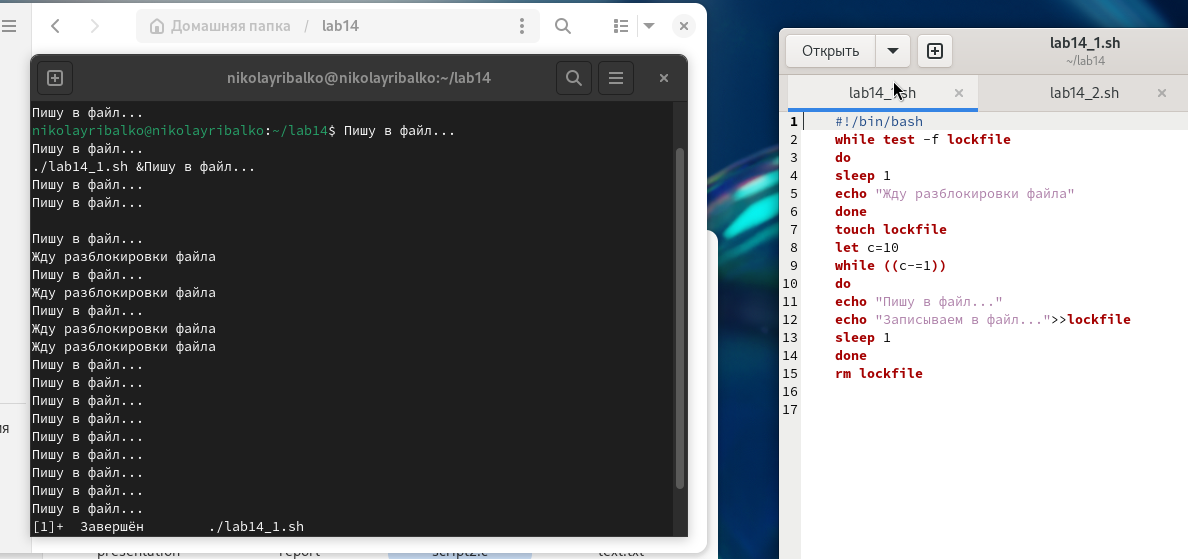 Домашняя папка / lab14
nikolayribalko@nikolayribalko:~/lab14
Пишу в файл...
nikolayribalko@nikolayribalko:~/lab14$ Пишу в файл...
Пишу в файл...
./lab14_1.sh &Пишу в файл...
Пишу в файл...
Пишу в файл...
Пишу в файл...
Жду разблокировки файла
Пишу в файл...
Жду разблокировки файла
Пишу в файл...
Жду разблокировки файла
Жду разблокировки файла
Пишу в файл...
Пишу в файл...
Пишу в файл...
Пишу в файл...
Пишу в файл...
Пишу в файл...
Пишу в файл...
Пишу в файл...
Пишу в файл...
[1]+  Завершён        ./lab14_1.sh
presentation report script2.c text.txt
Открыть
lab14_1.sh
~/lab14
lab14_1.sh lab14_2.sh
1 #!/bin/bash
2 while test -f lockfile
3 do
4 sleep 1
5 echo "Жду разблокировки файла"
6 done
7 touch lockfile
8 let c=10
9 while ((c-=1))
10 do
11 echo "Пишу в файл..."
12 echo "Записываем в файл...">>lockfile
13 sleep 1
14 done
15 rm lockfile
16
17